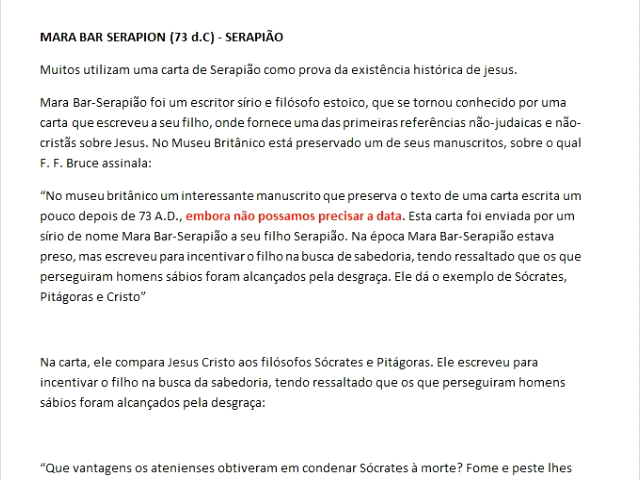 MARA BAR SERAPION (73 d.C) - SERAPIÃO
Muitos utilizam uma carta de Serapião como prova da existência histórica de jesus.
Mara Bar-Serapião foi um escritor sírio e filósofo estoico, que se tornou conhecido por uma
carta que escreveu a seu filho, onde fornece uma das primeiras referências não-judaicas e não-
cristãs sobre Jesus. No Museu Britânico está preservado um de seus manuscritos, sobre o qual
F. F. Bruce assinala:
“No museu britânico um interessante manuscrito que preserva o texto de uma carta escrita um
pouco depois de 73 A.D., embora não possamos precisar a data. Esta carta foi enviada por um
sírio de nome Mara Bar-Serapião a seu filho Serapião. Na época Mara Bar-Serapião estava
preso, mas escreveu para incentivar o filho na busca de sabedoria, tendo ressaltado que os que
perseguiram homens sábios foram alcançados pela desgraça. Ele dá o exemplo de Sócrates,
Pitágoras e Cristo”
Na carta, ele compara Jesus Cristo aos filósofos Sócrates e Pitágoras. Ele escreveu para
incentivar o filho na busca da sabedoria, tendo ressaltado que os que perseguiram homens
sábios foram alcançados pela desgraça:
“Que vantagens os atenienses obtiveram em condenar Sócrates à morte? Fome e peste lhes